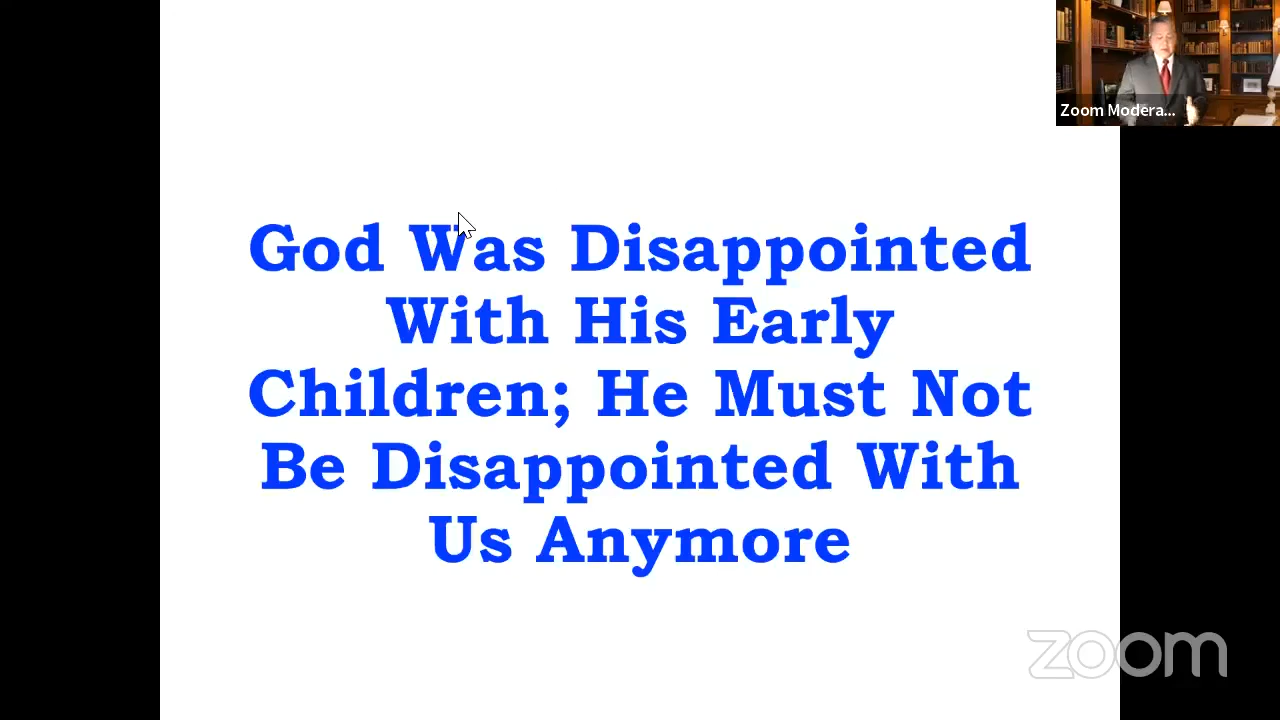 Zoom Modera...
God Was Disappointed
With His Early
Children; He Must Not
Be Disappointed With
Us Anymore
zoom